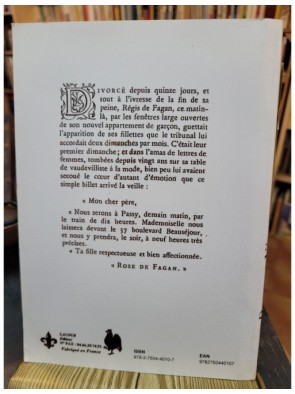 DIVORCÉ depuis quinze jours, et
tout à l'ivresse de la fin de sa
peine, Régis de Fagan, ce matin-
là, par les fenêtres large ouvertes
de son nouvel appartement de garçon, guettait
l'apparition de ses fillettes que le tribunal lui
accordait deux dimanches par mois. C'était leur
premier dimanche ; et dans l'amas de lettres de
femmes, tombées depuis vingt ans sur sa table
de vaudevilliste à la mode, bien peu lui avaient
secoué le cœur d'autant d'émotion que ce
simple billet arrivé la veille :
« Mon cher père,
« Nous serons à Passy, demain matin, par
le train de dix heures. Mademoiselle nous
laissera devant le 37 boulevard Beauséjour,
et nous y prendra, le soir, à neuf heures très
précises.
« Ta fille respectueuse et bien affectionnée.
« ROSE DE FAGAN. »
Fabriqué en France
ISBN
978-2-7504-4010-7
EAN
9782750440107